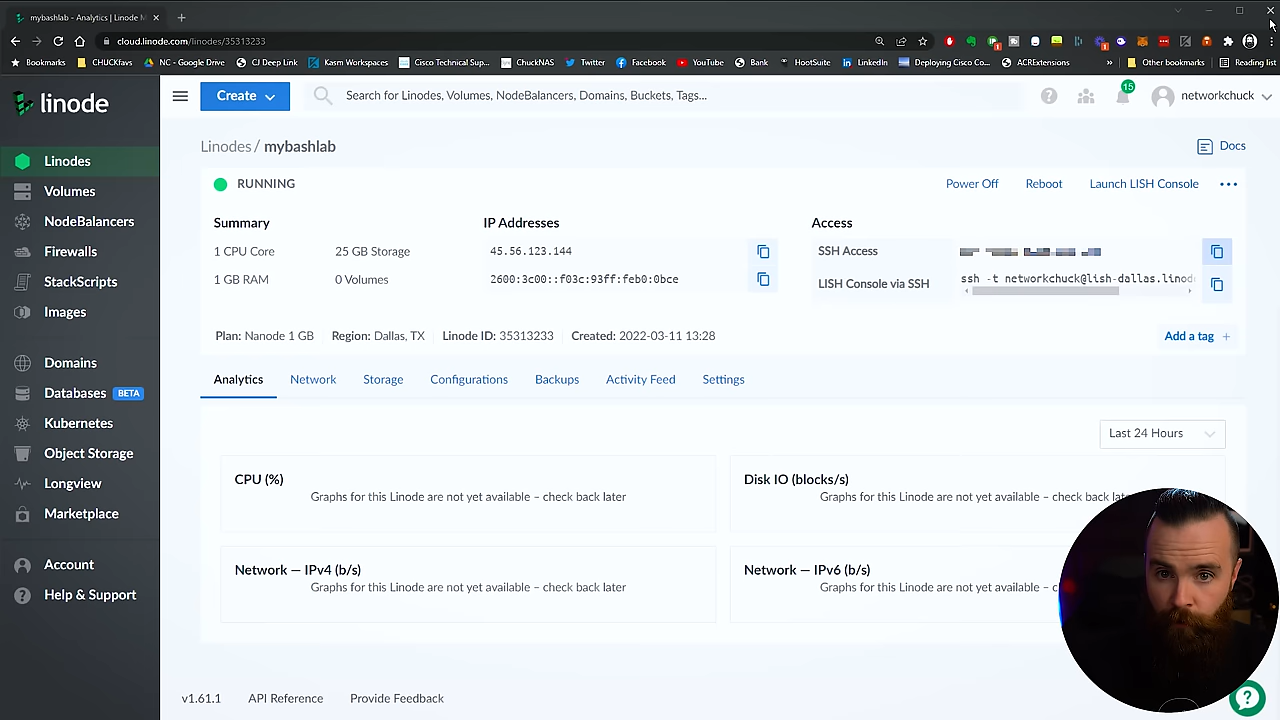 mybashlab - Analytics | Linode M
cloud.linode.com/linodes/35313233
Bookmarks CHUCKfavs NC - Google Drive CJ Deep Link Kasm Workspaces Cisco Technical Sup... ChuckNAS Twitter Facebook YouTube Bank HootSuite LinkedIn Deploying Cisco Co... ACRExtensions » Other bookmarks Reading list
linode
Create
Search for Linodes, Volumes, NodeBalancers, Domains, Buckets, Tags...
15
networkchuck
Linodes
Volumes
NodeBalancers
Firewalls
StackScripts
Images
Domains
Databases BETA
Kubernetes
Object Storage
Longview
Marketplace
Account
Help & Support
Linodes / mybashlab
Docs
RUNNING
Power Off Reboot Launch LISH Console
Summary IP Addresses Access
1 CPU Core 25 GB Storage 45.56.123.144 SSH Access
1 GB RAM 0 Volumes 2600:3c00::f03c:93ff:feb0:0bce LISH Console via SSH ssh -t networkchuck@lish-dallas.linode
Plan: Nanode 1 GB Region: Dallas, TX Linode ID: 35313233 Created: 2022-03-11 13:28 Add a tag +
Analytics Network Storage Configurations Backups Activity Feed Settings
Last 24 Hours
CPU (%)
Graphs for this Linode are not yet available – check back later
Disk IO (blocks/s)
Graphs for this Linode are not yet available – check back late
Network — IPv4 (b/s)
Graphs for this Linode are not yet available – check back later
Network — IPv6 (b/s)
Graphs for this Linode are not yet available – c
v1.61.1 API Reference Provide Feedback